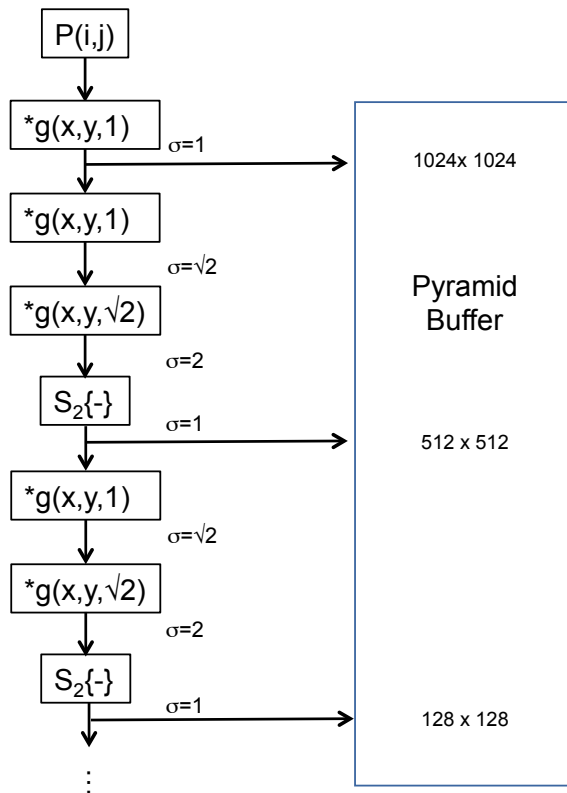 P(i,j)
*g(x,y,1)
σ=1
1024x 1024
*g(x,y,1)
σ=√2
*g(x,y,√2)
Pyramid
Buffer
σ=2
S₂{-}
σ=1
512 x 512
*g(x,y,1)
σ=√2
*g(x,y,√2)
σ=2
S₂{-}
σ=1
128 x 128
⋮